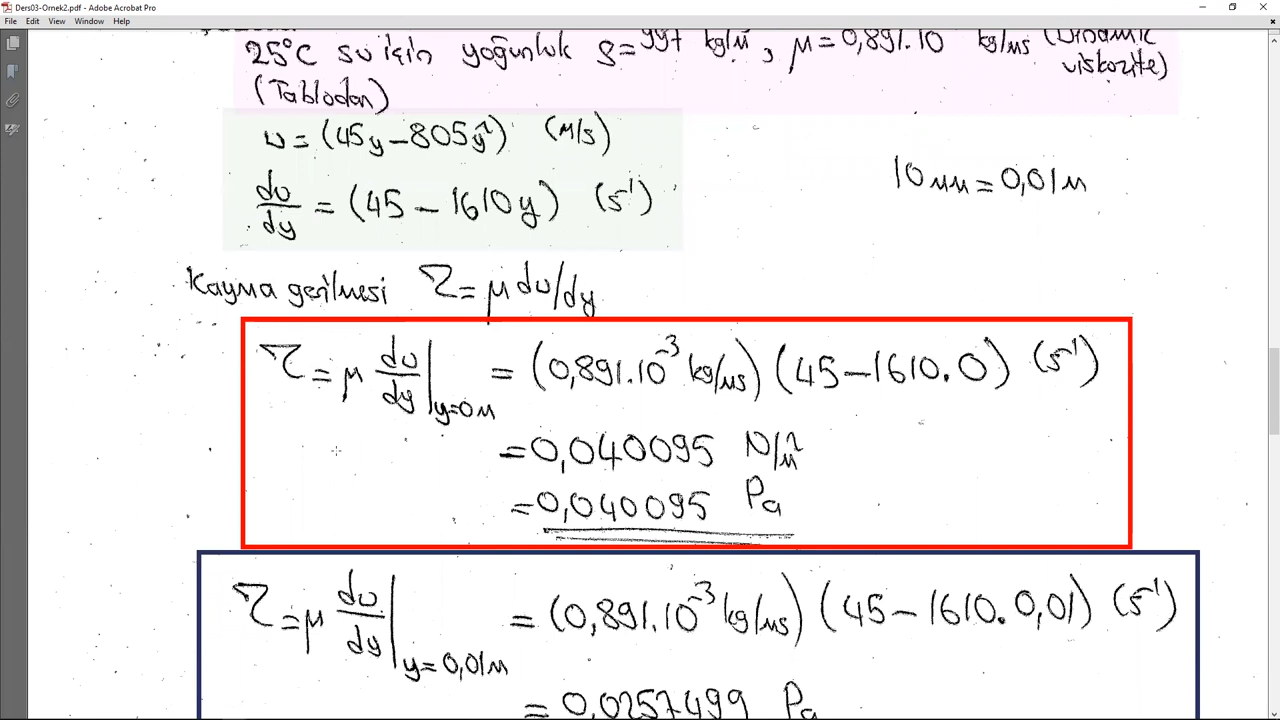 Ders03-Ornek2.pdf - Adobe Acrobat Pro
File Edit View Window Help
25°C su için yoğunluk ρ=997 kg/m³, μ=0,891.10 kg/ms (Dinamik
viskozite)
(Tablodan)
u=(45y-805y²) (m/s)
du/dy = (45 - 1610y) (s⁻¹)
10 mm = 0,01m
Kayma gerilmesi τ=μ du/dy
τ=μ du/dy|y=0m = (0,891.10⁻³ kg/ms) (45-1610.0) (s⁻¹)
=0,040095 N/m²
=0,040095 Pa
τ=μ du/dy|y=0,01m = (0,891.10⁻³ kg/ms) (45-1610.0,01) (s⁻¹)
= 0,0257499 Pa